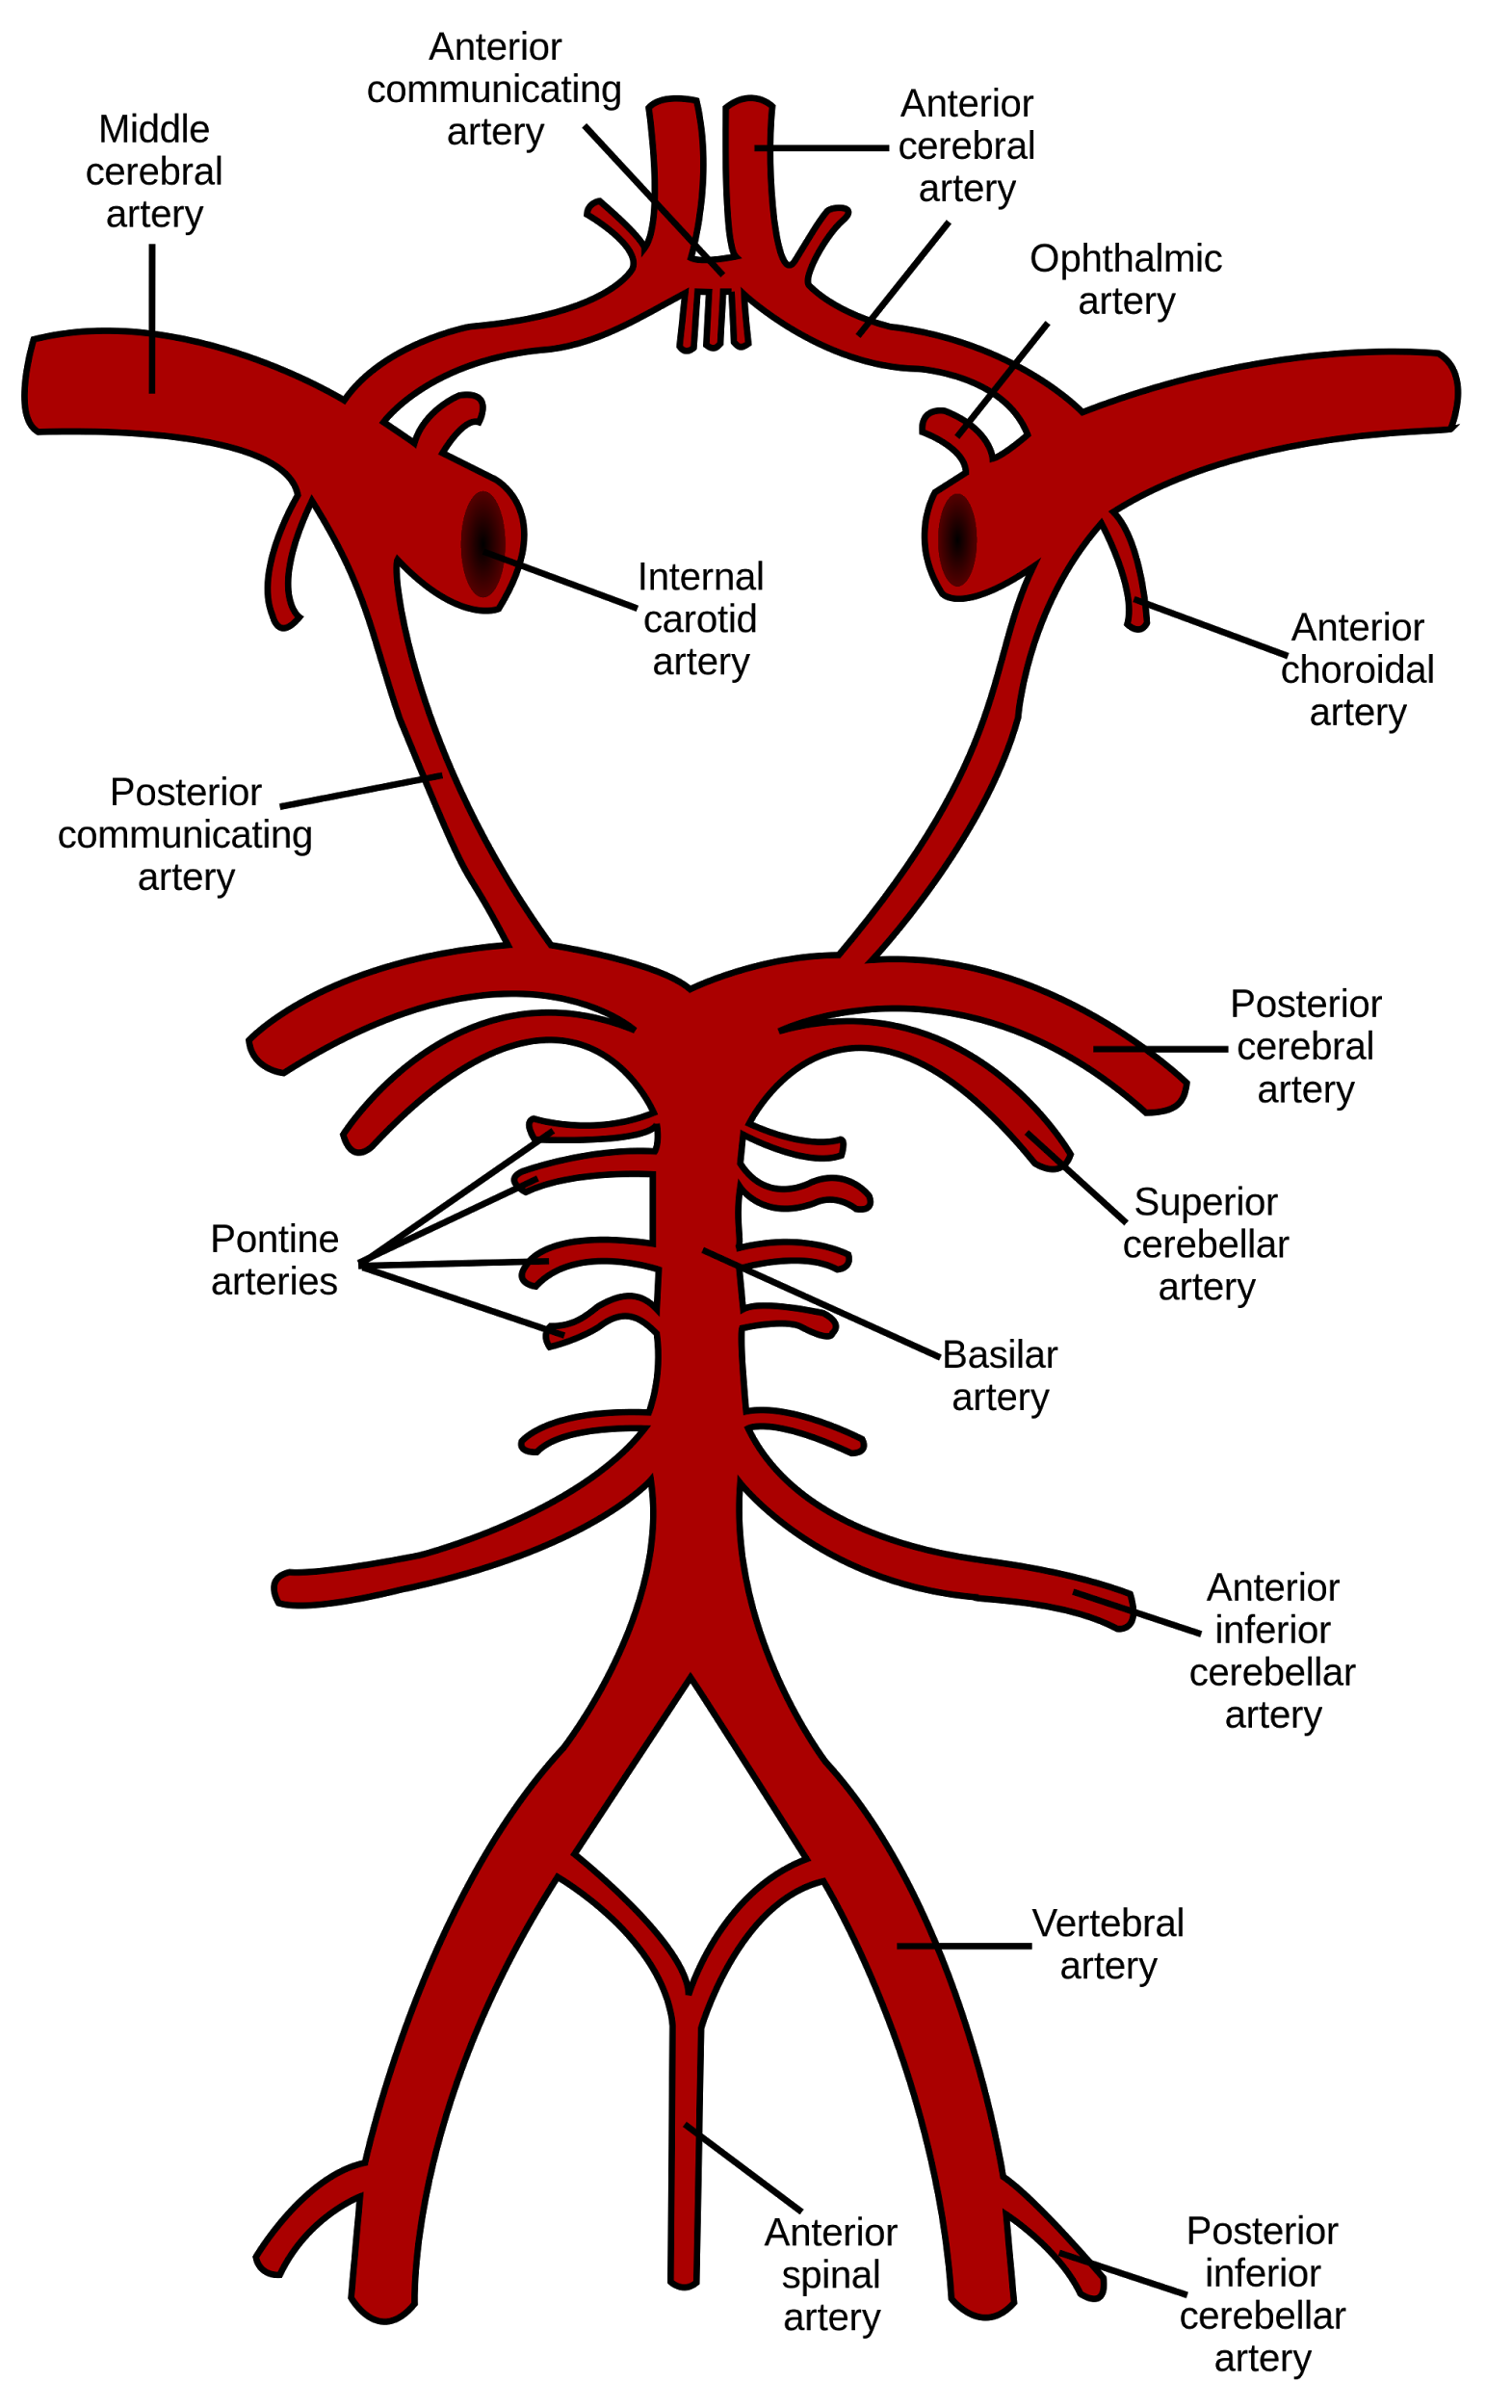 Anterior
communicating
artery
Anterior
cerebral
artery
Middle
cerebral
artery
Ophthalmic
artery
Internal
carotid
artery
Anterior
choroidal
artery
Posterior
communicating
artery
Posterior
cerebral
artery
Superior
cerebellar
artery
Pontine
arteries
Basilar
artery
Anterior
inferior
cerebellar
artery
Vertebral
artery
Anterior
spinal
artery
Posterior
inferior
cerebellar
artery